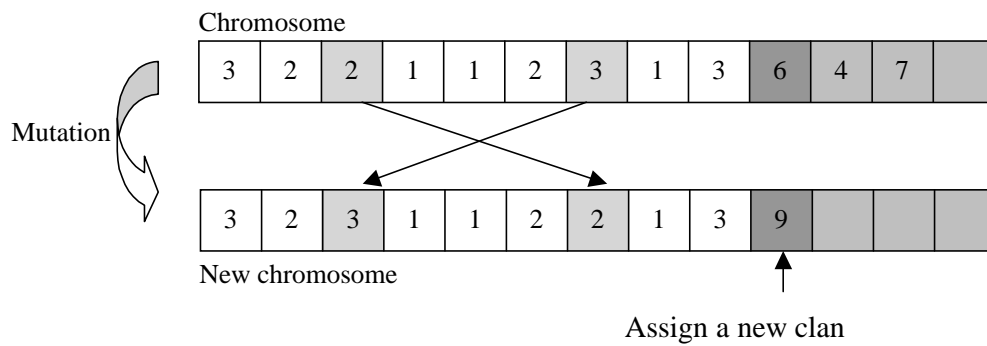 Chromosome
3 2 2 1 1 2 3 1 3 6 4 7
Mutation
3 2 3 1 1 2 2 1 3 9
New chromosome
Assign a new clan